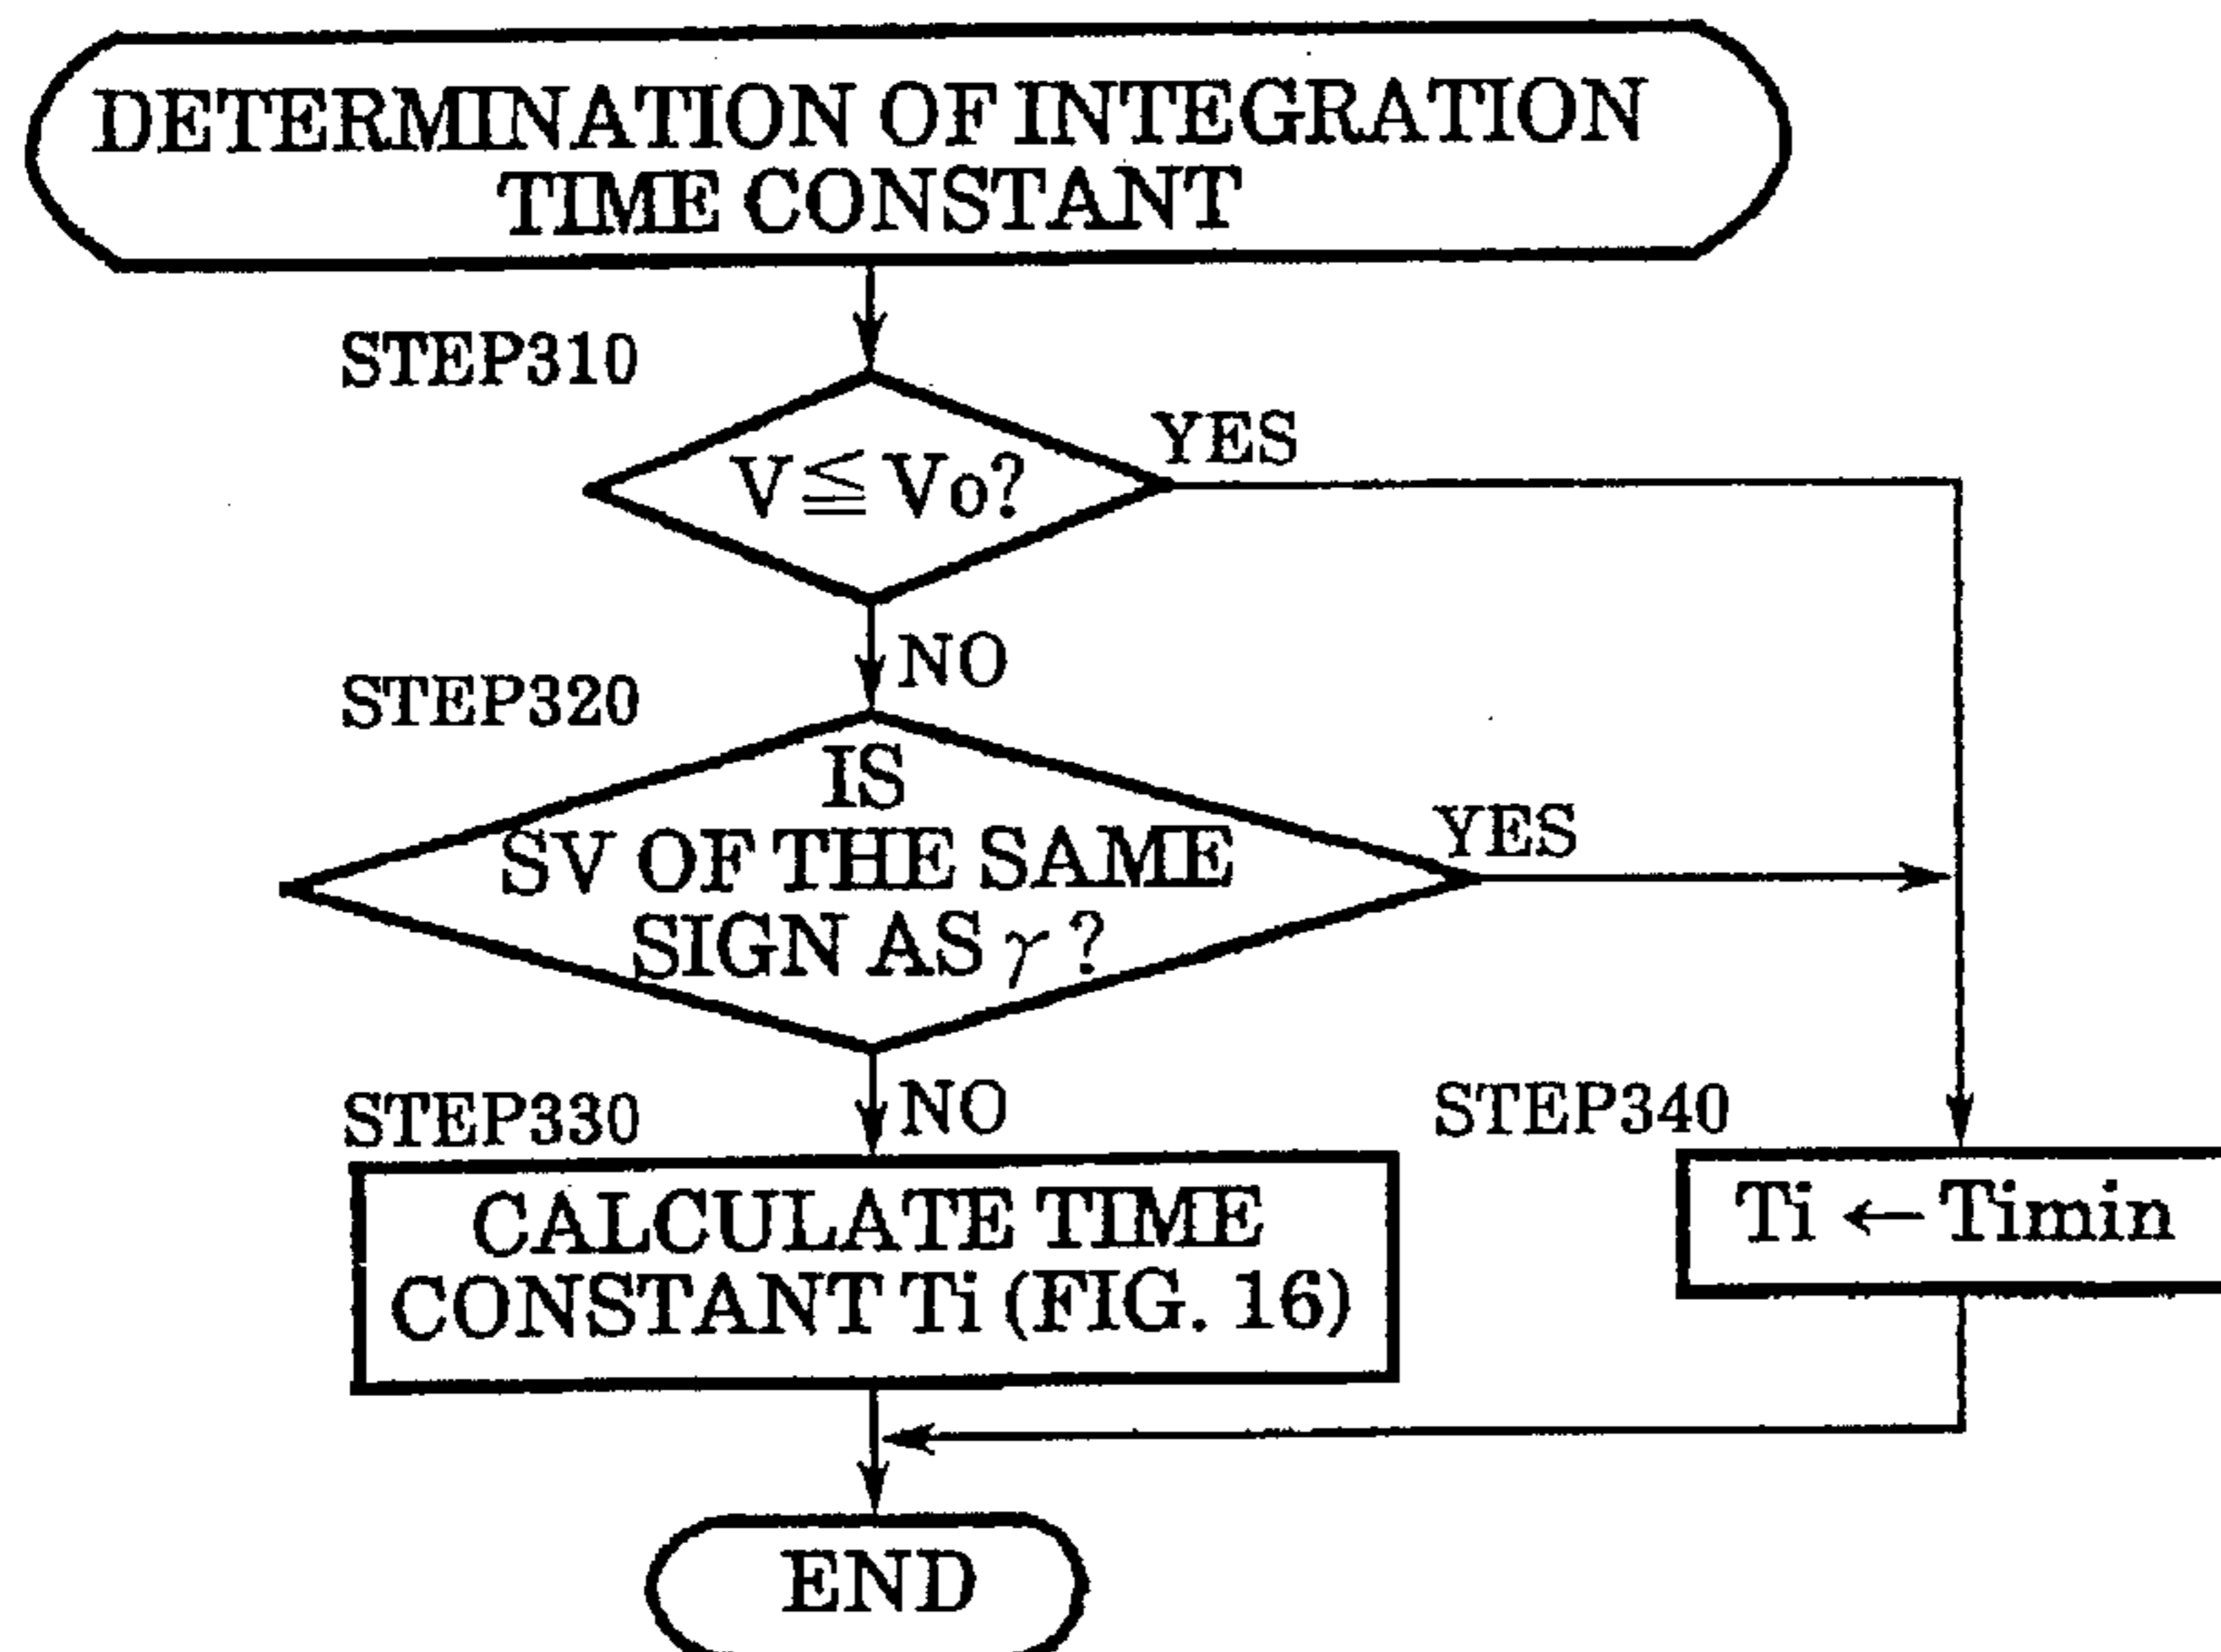 DETERMINATION OF INTEGRATION
TIME CONSTANT
STEP310
V≦Vo?
YES
NO
STEP320
IS
SV OF THE SAME
SIGN AS γ?
YES
NO
STEP330
CALCULATE TIME
CONSTANT Ti (FIG. 16)
STEP340
Ti ← Timin
END